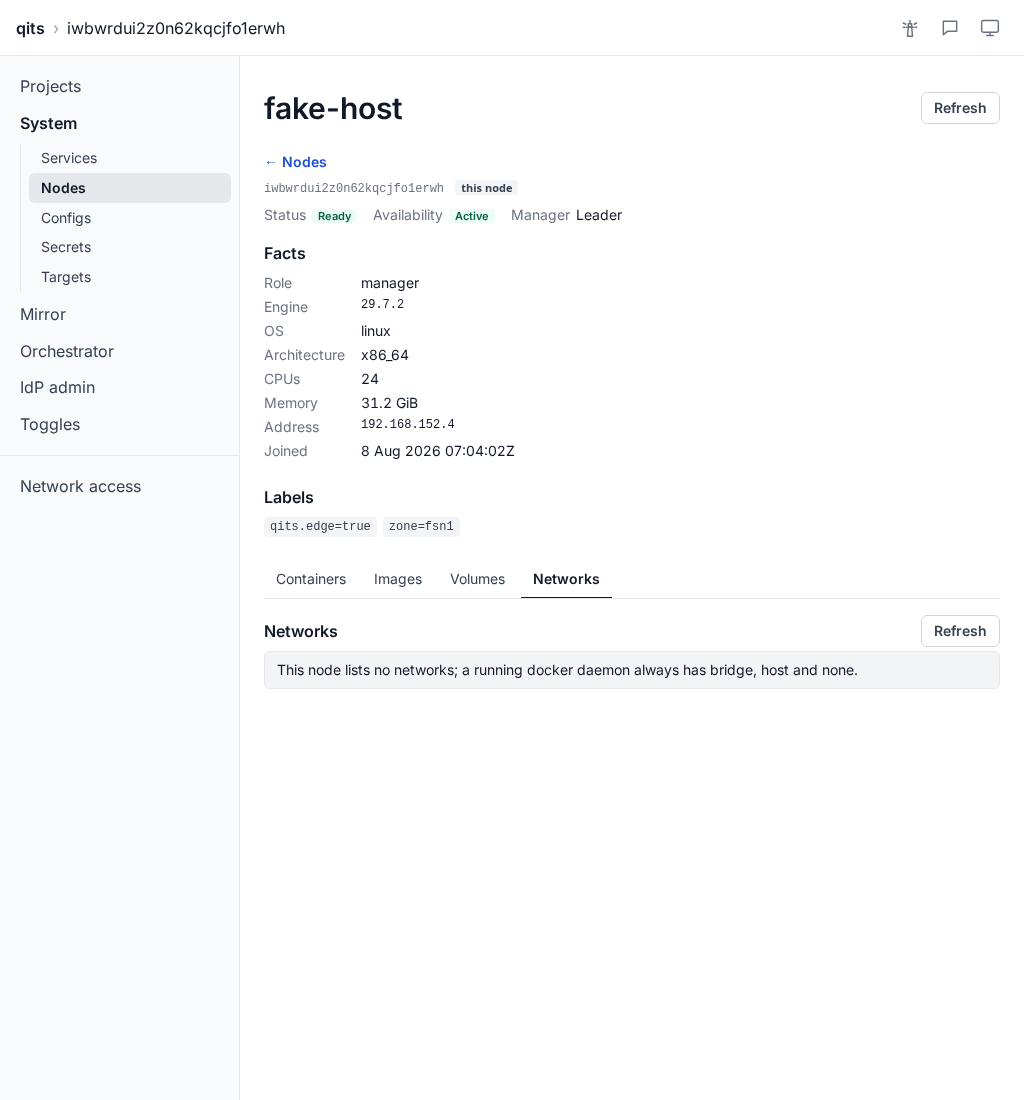 qits › iwbwrdui2z0n62kqcjfo1erwh
Projects
System
Services
Nodes
Configs
Secrets
Targets
Mirror
Orchestrator
IdP admin
Toggles
Network access
fake-host
Refresh
← Nodes
iwbwrdui2z0n62kqcjfo1erwh this node
Status Ready Availability Active Manager Leader
Facts
Role manager
Engine 29.7.2
OS linux
Architecture x86_64
CPUs 24
Memory 31.2 GiB
Address 192.168.152.4
Joined 8 Aug 2026 07:04:02Z
Labels
qits.edge=true zone=fsn1
Containers Images Volumes Networks
Networks
Refresh
This node lists no networks; a running docker daemon always has bridge, host and none.